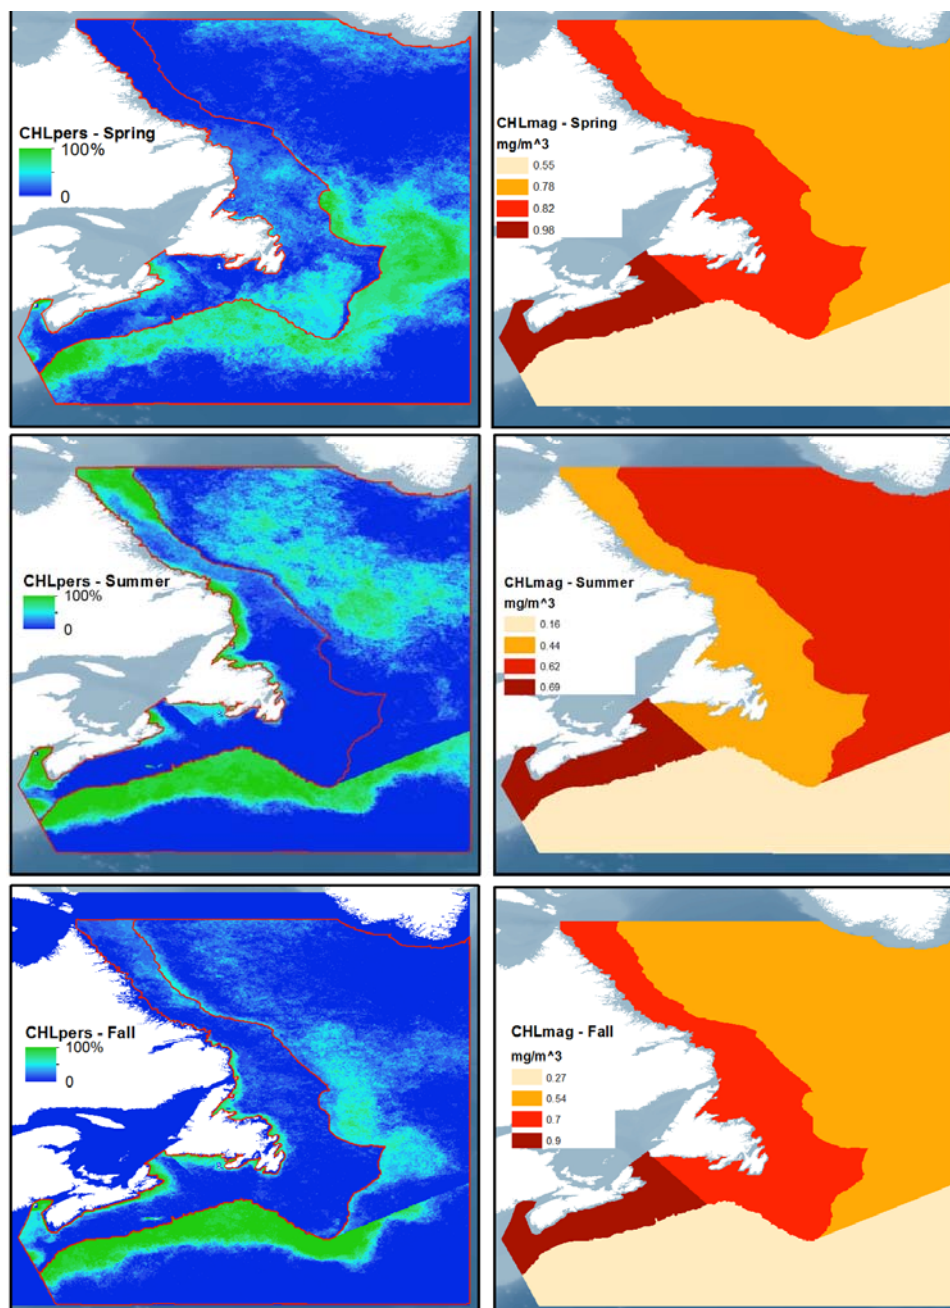 CHLpers - Spring
100%
0
CHLmag - Spring
mg/m^3
0.55
0.78
0.82
0.98
CHLpers - Summer
100%
0
CHLmag - Summer
mg/m^3
0.16
0.44
0.62
0.69
CHLpers - Fall
100%
0
CHLmag - Fall
mg/m^3
0.27
0.54
0.7
0.9